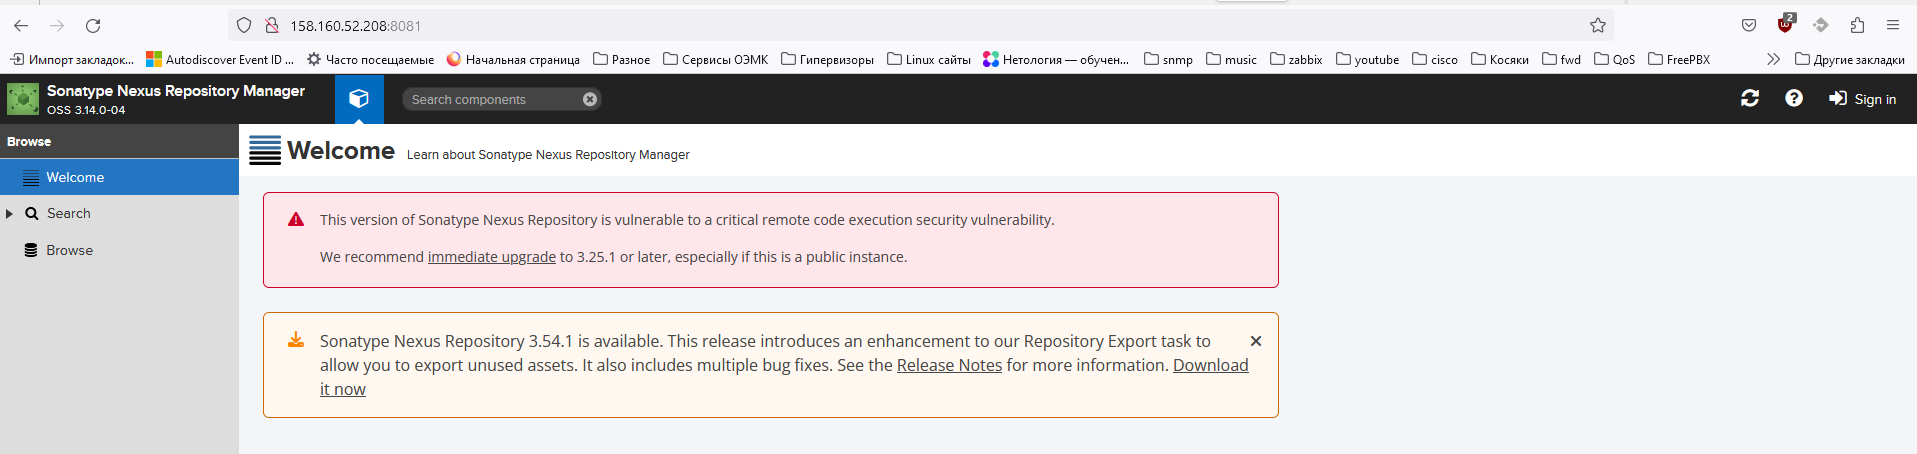 158.160.52.208:8081
2
Импорт закладок...
Autodiscover Event ID ...
Часто посещаемые
Начальная страница
Разное
Сервисы ОЭМК
Гипервизоры
Linux сайты
Нетология — обучен...
snmp
music
zabbix
youtube
cisco
Косяки
fwd
QoS
FreePBX
Другие закладки
Sonatype Nexus Repository Manager
OSS 3.14.0-04
Search components
Sign in
Browse
Welcome
Search
Browse
Welcome Learn about Sonatype Nexus Repository Manager
This version of Sonatype Nexus Repository is vulnerable to a critical remote code execution security vulnerability.
We recommend immediate upgrade to 3.25.1 or later, especially if this is a public instance.
Sonatype Nexus Repository 3.54.1 is available. This release introduces an enhancement to our Repository Export task to
allow you to export unused assets. It also includes multiple bug fixes. See the Release Notes for more information. Download
it now